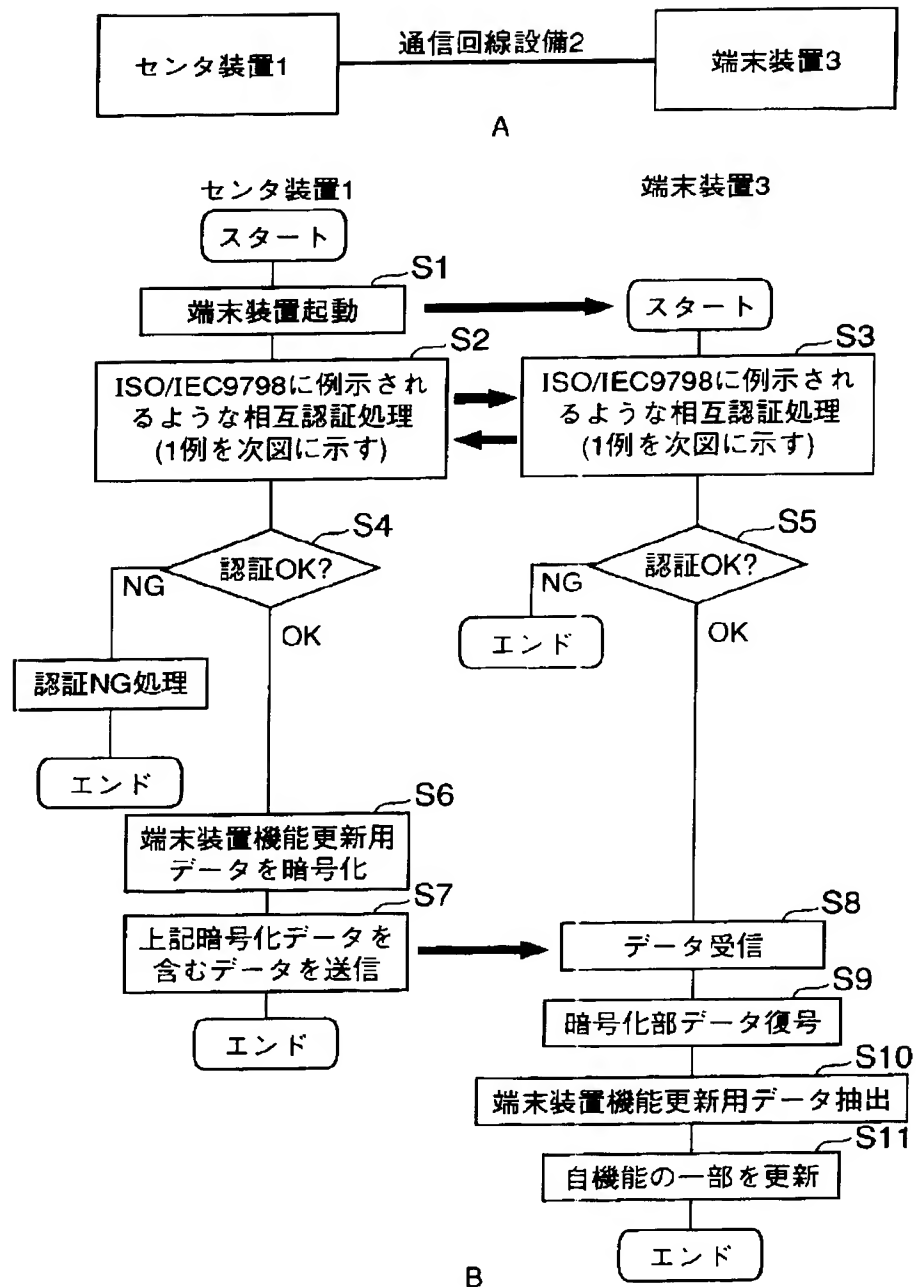 センタ装置1
通信回線設備2
端末装置3
A
センタ装置1
端末装置3
スタート
S1
端末装置起動
スタート
S2
ISO/IEC9798に例示され
るような相互認証処理
(1例を次図に示す)
S3
ISO/IEC9798に例示され
るような相互認証処理
(1例を次図に示す)
S4
認証OK?
NG
OK
S5
認証OK?
NG
OK
エンド
認証NG処理
エンド
S6
端末装置機能更新用
データを暗号化
S7
上記暗号化データを
含むデータを送信
エンド
S8
データ受信
S9
暗号化部データ復号
S10
端末装置機能更新用データ抽出
S11
自機能の一部を更新
エンド
B